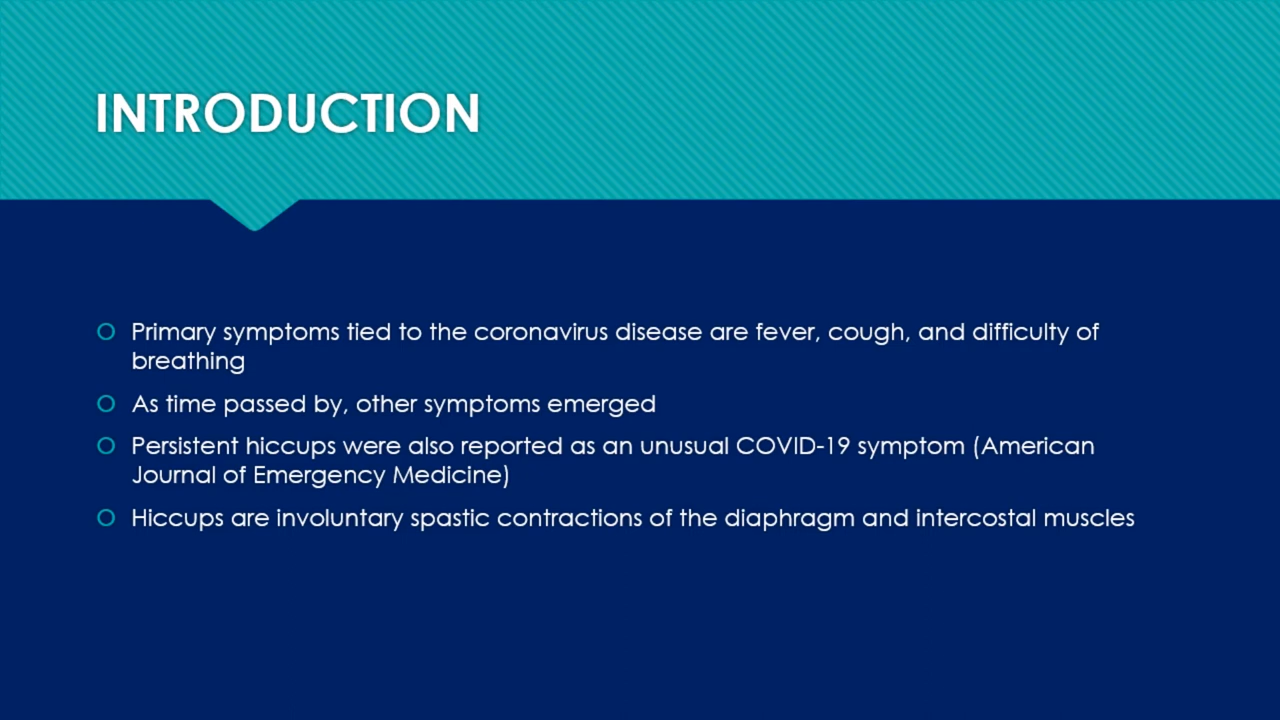 INTRODUCTION
Primary symptoms tied to the coronavirus disease are fever, cough, and difficulty of
breathing
As time passed by, other symptoms emerged
Persistent hiccups were also reported as an unusual COVID-19 symptom (American
Journal of Emergency Medicine)
Hiccups are involuntary spastic contractions of the diaphragm and intercostal muscles